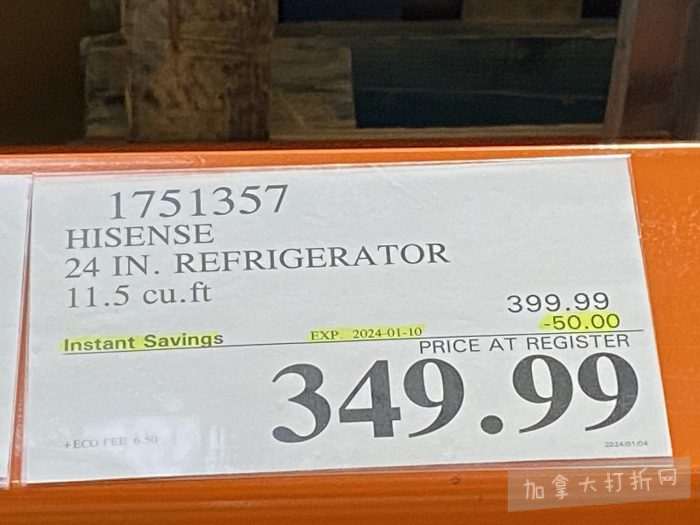 1751357
HISENSE
24 IN. REFRIGERATOR
11.5 cu.ft
399.99
Instant Savings EXP. 2024-01-10 -50.00
PRICE AT REGISTER
349.99
+ECO FEE 6.50
2024/01/04
加拿大打折网